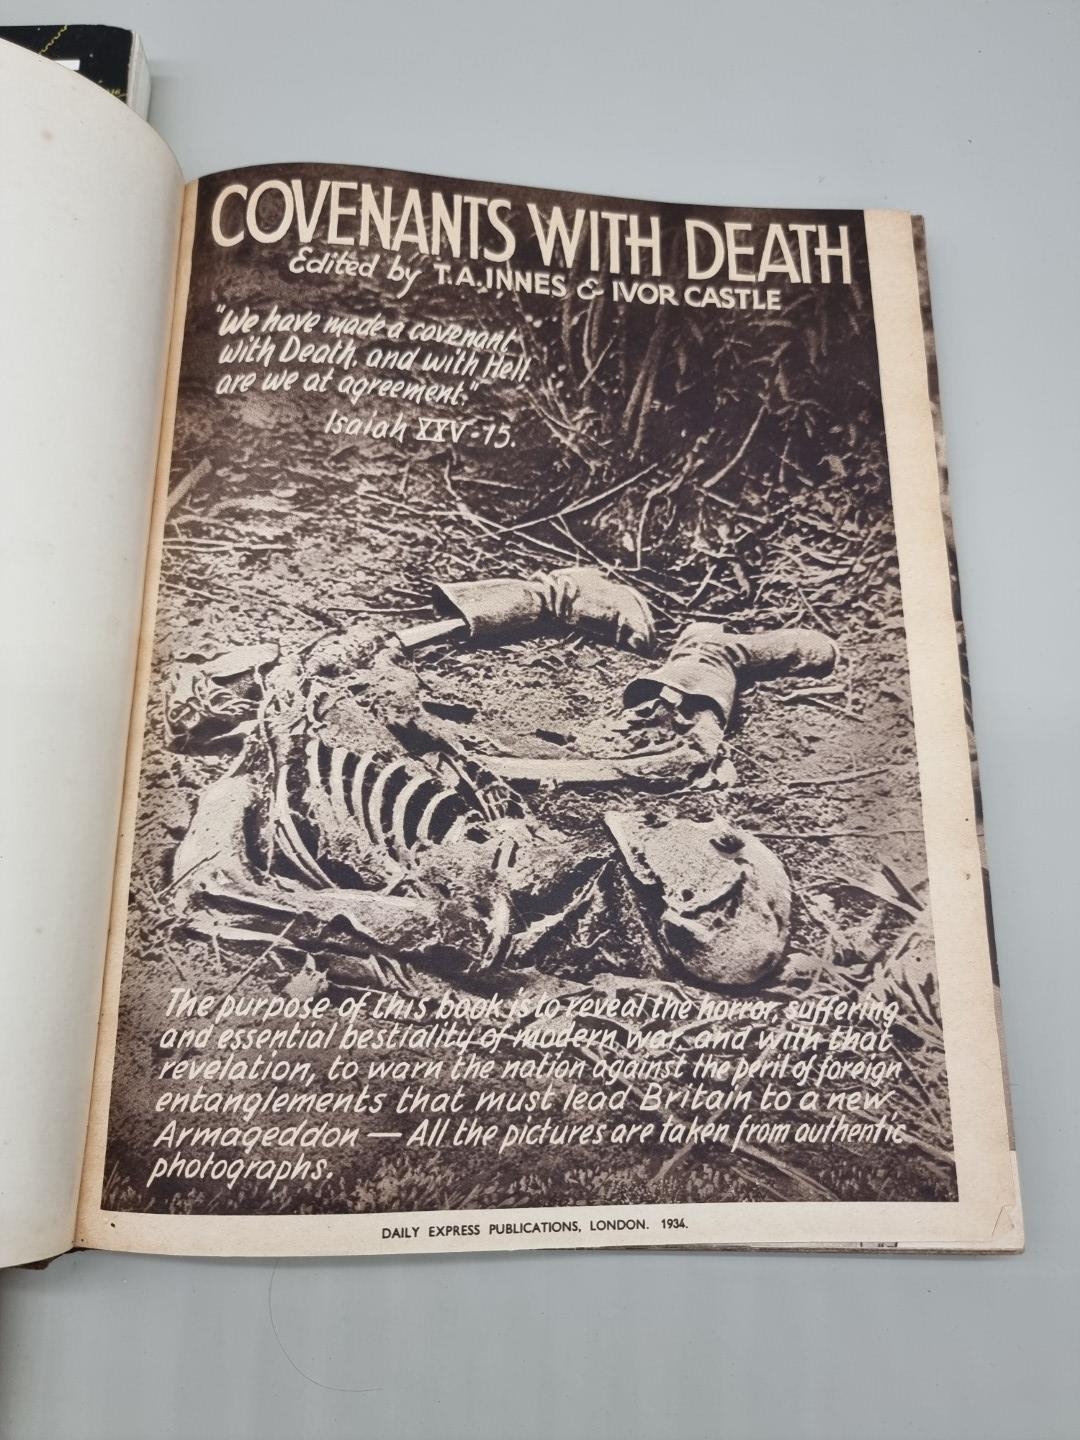 COVENANTS WITH DEATH
Edited by T.A. INNES & IVOR CASTLE
"We have made a covenant
with Death, and with Hell
are we at agreement."
Isaiah XXV-15.
The purpose of this book is to reveal the horror, suffering
and essential bestiality of modern war, and with that
revelation, to warn the nation against the peril of foreign
entanglements that must lead Britain to a new
Armageddon — All the pictures are taken from authentic
photographs.
DAILY EXPRESS PUBLICATIONS, LONDON. 1934.